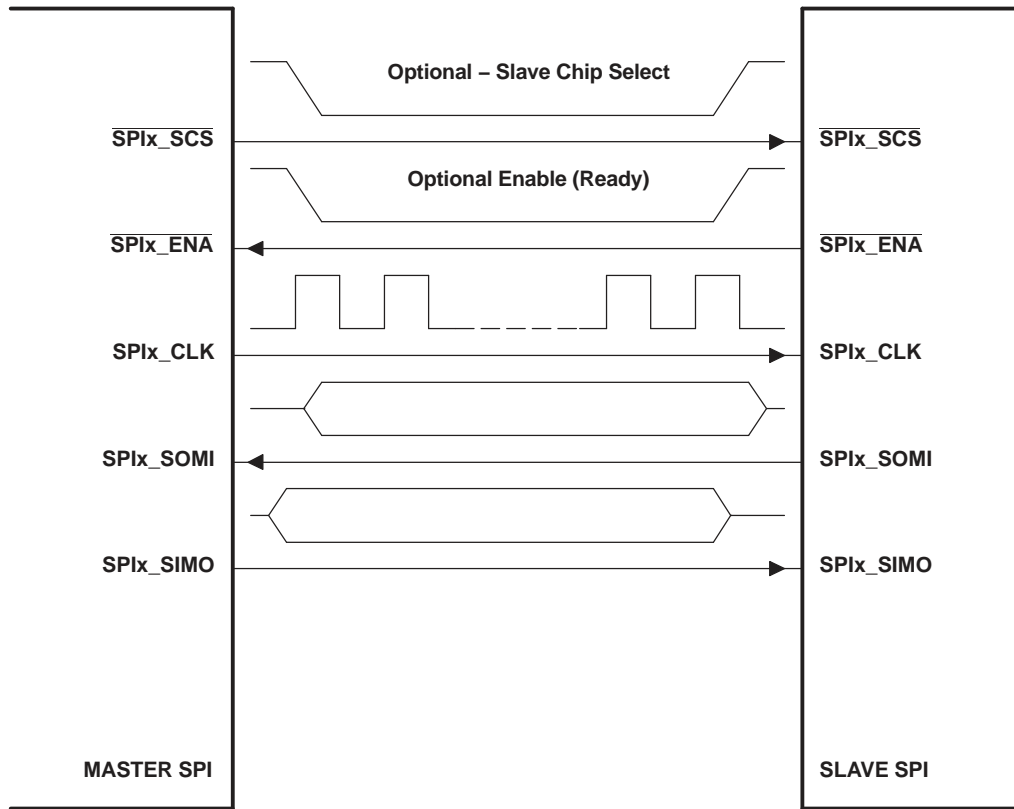 Optional – Slave Chip Select
SPIx_SCS SPIx_SCS
Optional Enable (Ready)
SPIx_ENA SPIx_ENA
SPIx_CLK SPIx_CLK
SPIx_SOMI SPIx_SOMI
SPIx_SIMO SPIx_SIMO
MASTER SPI SLAVE SPI